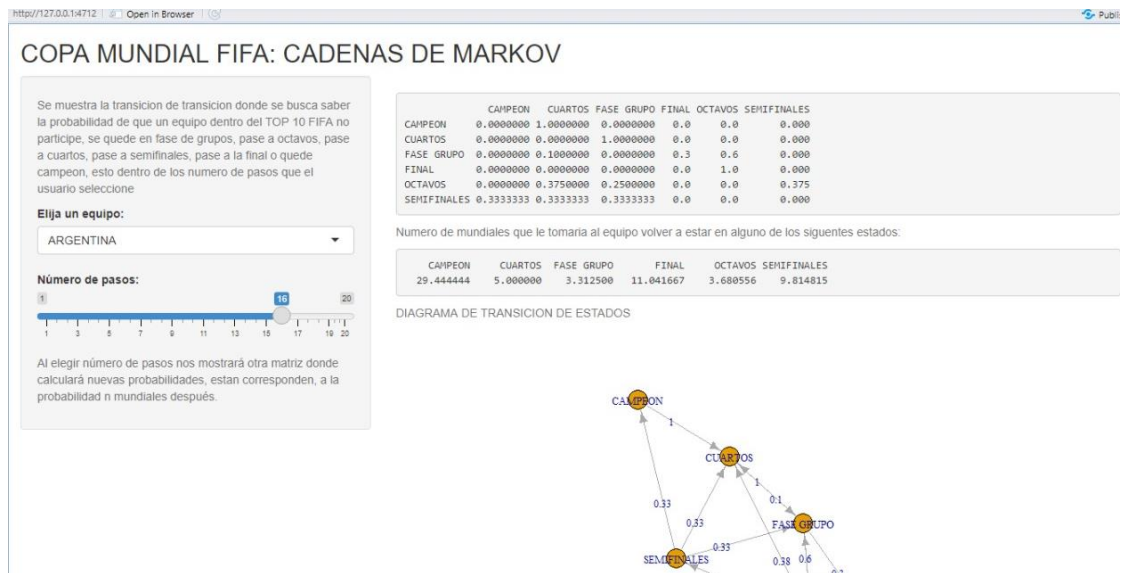 http://127.0.0.1:4712 Open in Browser
COPA MUNDIAL FIFA: CADENAS DE MARKOV
Se muestra la transicion de transicion donde se busca saber
la probabilidad de que un equipo dentro del TOP 10 FIFA no
participe, se quede en fase de grupos, pase a octavos, pase
a cuartos, pase a semifinales, pase a la final o quede
campeon, esto dentro de los numero de pasos que el
usuario seleccione
Elija un equipo:
ARGENTINA
Número de pasos:
1 16 20
1 3 5 7 9 11 13 15 17 19 20
Al elegir número de pasos nos mostrará otra matriz donde
calculará nuevas probabilidades, estan corresponden, a la
probabilidad n mundiales después.
CAMPEON CUARTOS FASE GRUPO FINAL OCTAVOS SEMIFINALES
CAMPEON 0.0000000 1.0000000 0.0000000 0.0 0.0 0.000
CUARTOS 0.0000000 0.0000000 1.0000000 0.0 0.0 0.000
FASE GRUPO 0.0000000 0.1000000 0.0000000 0.3 0.6 0.000
FINAL 0.0000000 0.0000000 0.0000000 0.0 1.0 0.000
OCTAVOS 0.0000000 0.3750000 0.2500000 0.0 0.0 0.375
SEMIFINALES 0.3333333 0.3333333 0.3333333 0.0 0.0 0.000
Numero de mundiales que le tomaria al equipo volver a estar en alguno de los siguentes estados:
CAMPEON CUARTOS FASE GRUPO FINAL OCTAVOS SEMIFINALES
29.444444 5.000000 3.312500 11.041667 3.680556 9.814815
DIAGRAMA DE TRANSICION DE ESTADOS
CAMPEON
1
CUARTOS
1
0.1
0.33
0.33
FASE GRUPO
0.33
SEMIFINALES
0.38 0.6